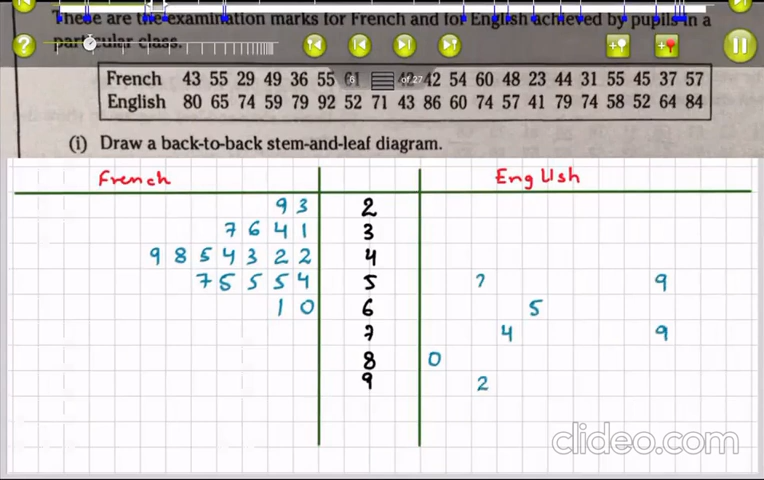 These are the examination marks for French and for English achieved by pupils in a
particular class.
French 43 55 29 49 36 55 42 54 60 48 23 44 31 55 45 37 57
of 27
English 80 65 74 59 79 92 52 71 43 86 60 74 57 41 79 74 58 52 64 84
(i) Draw a back-to-back stem-and-leaf diagram.
French English
9 3 2
7 6 4 1 3
9 8 5 4 3 2 2 4
7 5 5 5 4 5 9
1 0 6 5
7 4 9
8 0
9 2
clideo.com